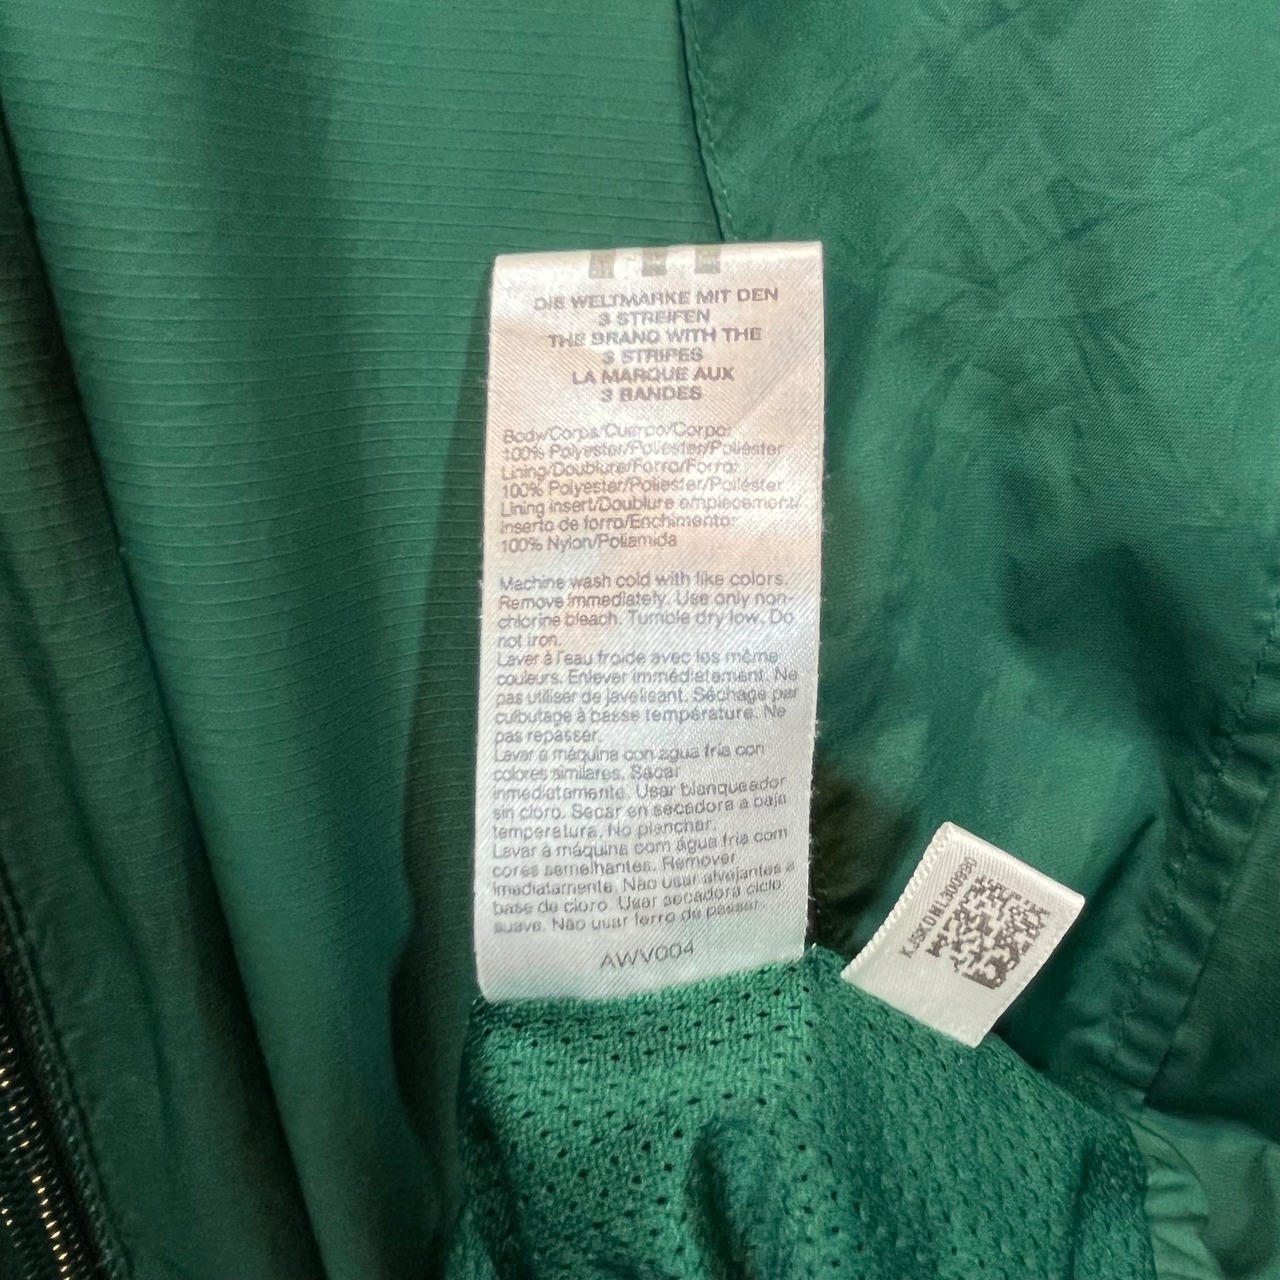 DIE WELTMARKE MIT DEN
3 STREIFEN
THE BRAND WITH THE
3 STRIPES
LA MARQUE AUX
3 BANDES
Body/Corps/Cuerpo/Corpo:
100% Polyester/Poliester/Poliéster
Lining/Doublure/Forro/Forro:
100% Polyester/Poliester/Poliéster
Lining insert/Doublure emplecement/
Inserto de forro/Enchimento:
100% Nylon/Poliamida
Machine wash cold with like colors.
Remove immediately. Use only non-
chlorine bleach. Tumble dry low. Do
not iron.
Laver à l'eau froide avec les même
couleurs. Enlever immédiatement. Ne
pas utiliser de javelisant. Séchage par
culbutage à basse température. Ne
pas repasser.
Lavar a máquina con agua fria con
colores similares. Sacar
inmediatamente. Usar blanqueador
sin cloro. Secar en secadora a baja
temperatura. No planchar.
Lavar à máquina com água fria com
cores semelhantes. Remover
imediatamente. Não usar alvejantes a
base de cloro. Usar secadora ciclo
suave. Não usar ferro de passar.
AWV004